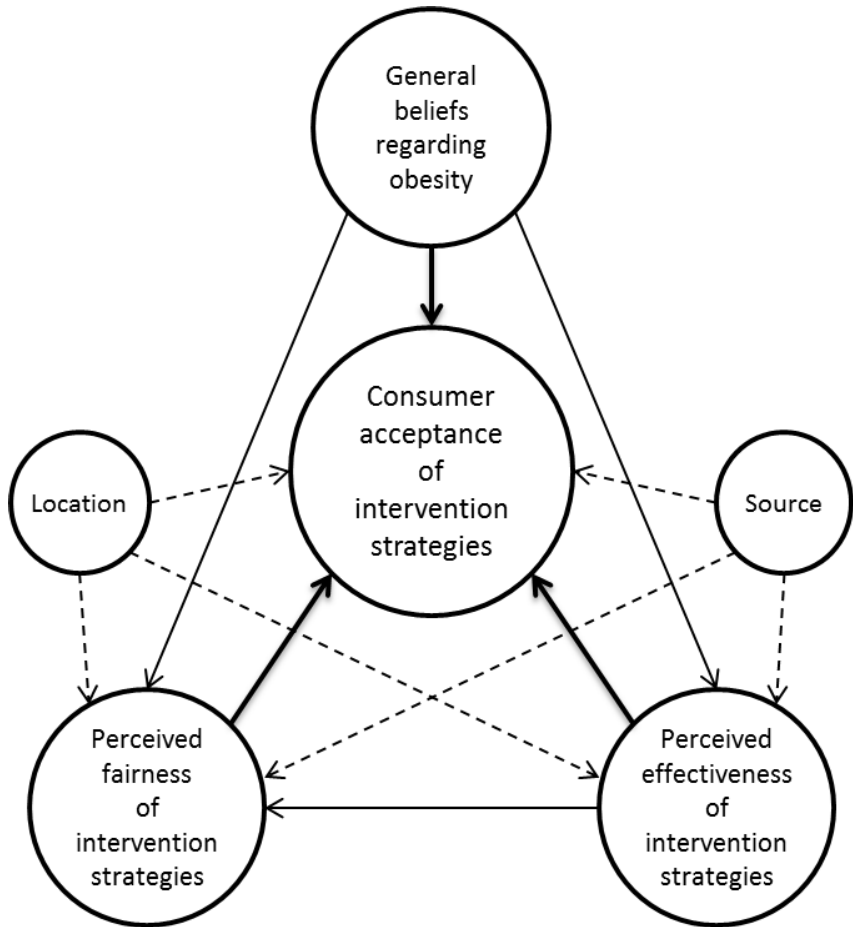 General
beliefs
regarding
obesity
Consumer
acceptance
of
intervention
strategies
Location
Source
Perceived
fairness
of
intervention
strategies
Perceived
effectiveness
of
intervention
strategies